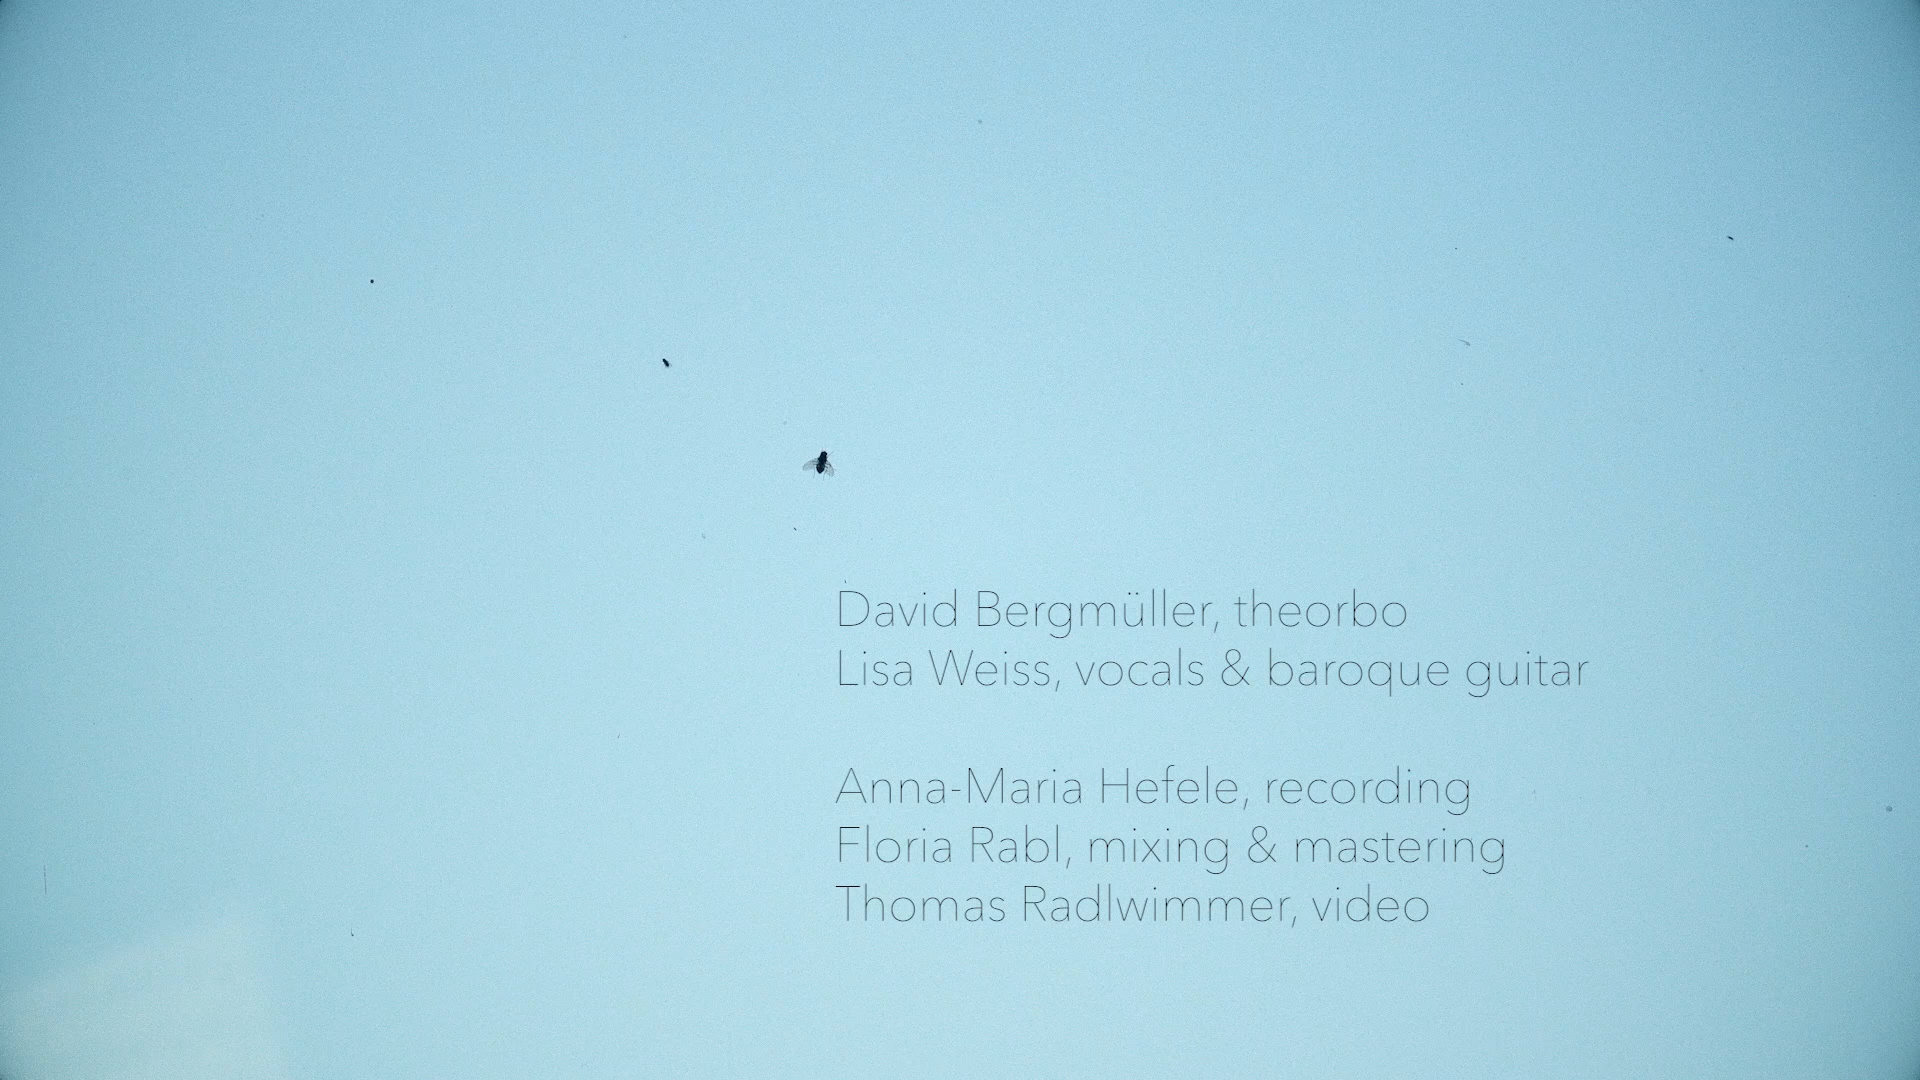 David Bergmüller, theorbo
Lisa Weiss, vocals & baroque guitar
Anna-Maria Hefele, recording
Floria Rabl, mixing & mastering
Thomas Radlwimmer, video